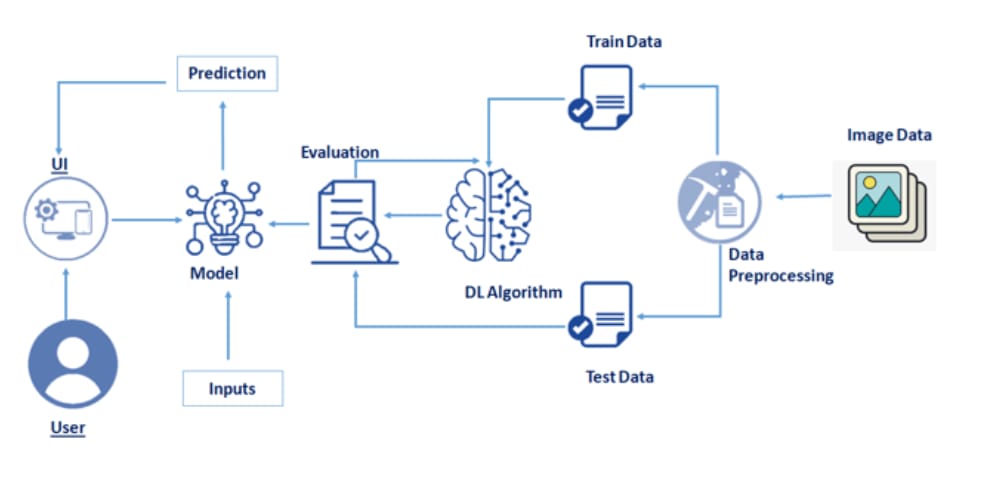 Train Data
Prediction
Image Data
Evaluation
UI
Data
Preprocessing
Model
DL Algorithm
Test Data
Inputs
User